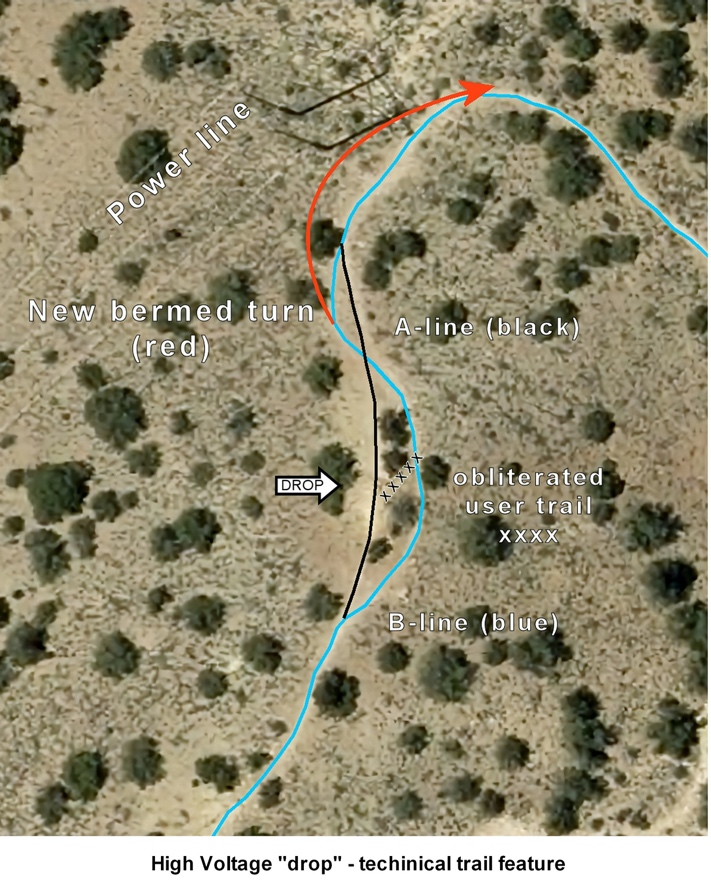 Power line
New bermed turn
(red)
A-line (black)
DROP
xxxxx
obliterated
user trail
xxxx
B-line (blue)
High Voltage "drop" - techinical trail feature